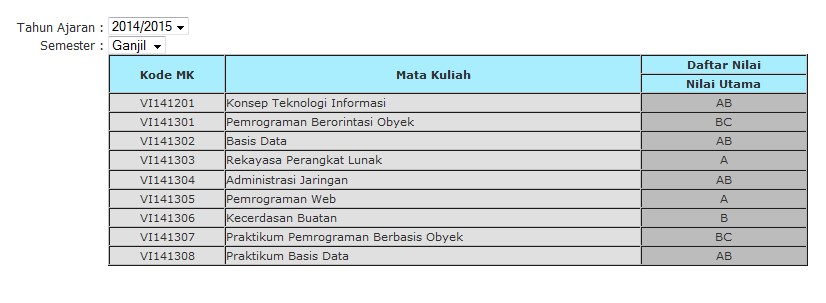 Tahun Ajaran : 2014/2015
Semester : Ganjil
Kode MK Mata Kuliah Daftar Nilai
Nilai Utama
VI141201 Konsep Teknologi Informasi AB
VI141301 Pemrograman Berorintasi Obyek BC
VI141302 Basis Data AB
VI141303 Rekayasa Perangkat Lunak A
VI141304 Administrasi Jaringan AB
VI141305 Pemrograman Web A
VI141306 Kecerdasan Buatan B
VI141307 Praktikum Pemrograman Berbasis Obyek BC
VI141308 Praktikum Basis Data AB